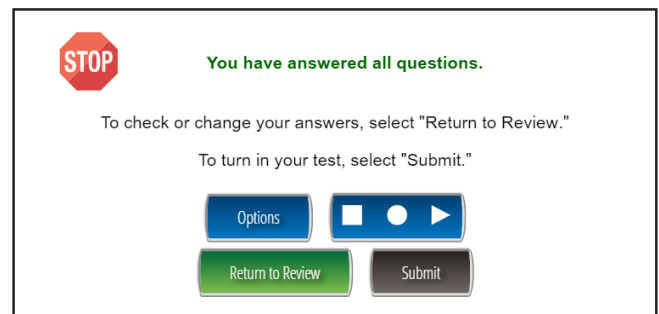 STOP
You have answered all questions.
To check or change your answers, select "Return to Review."
To turn in your test, select "Submit."
Options
Return to Review
Submit